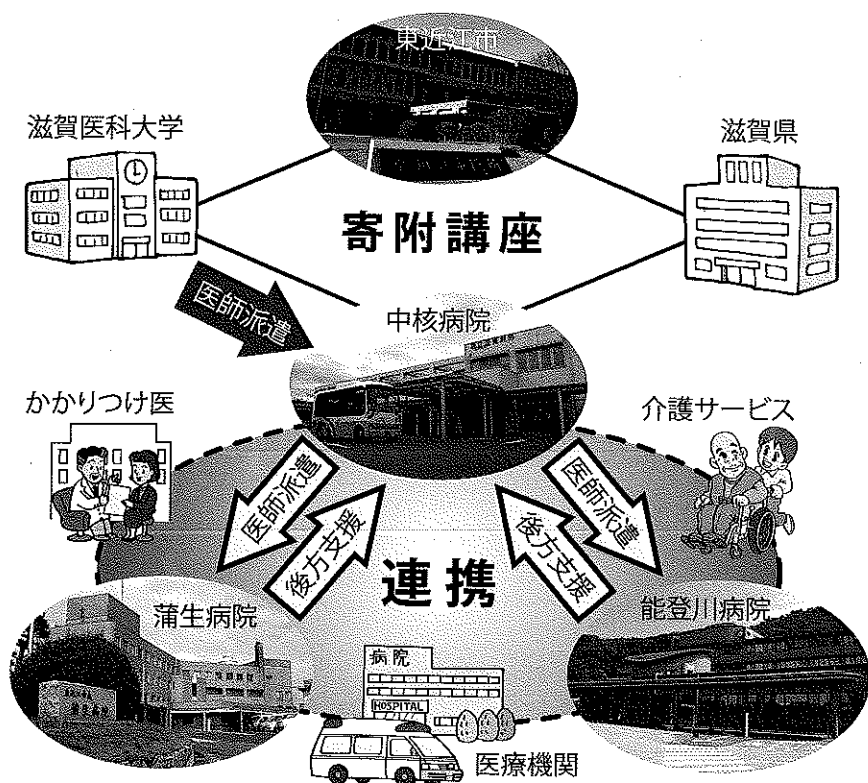 東近江市
滋賀医科大学
滋賀県
寄附講座
医師派遣
中核病院
かかりつけ医
介護サービス
医師派遣
後方支援
医師派遣
後方支援
連携
蒲生病院
能登川病院
病院
HOSPITAL
医療機関